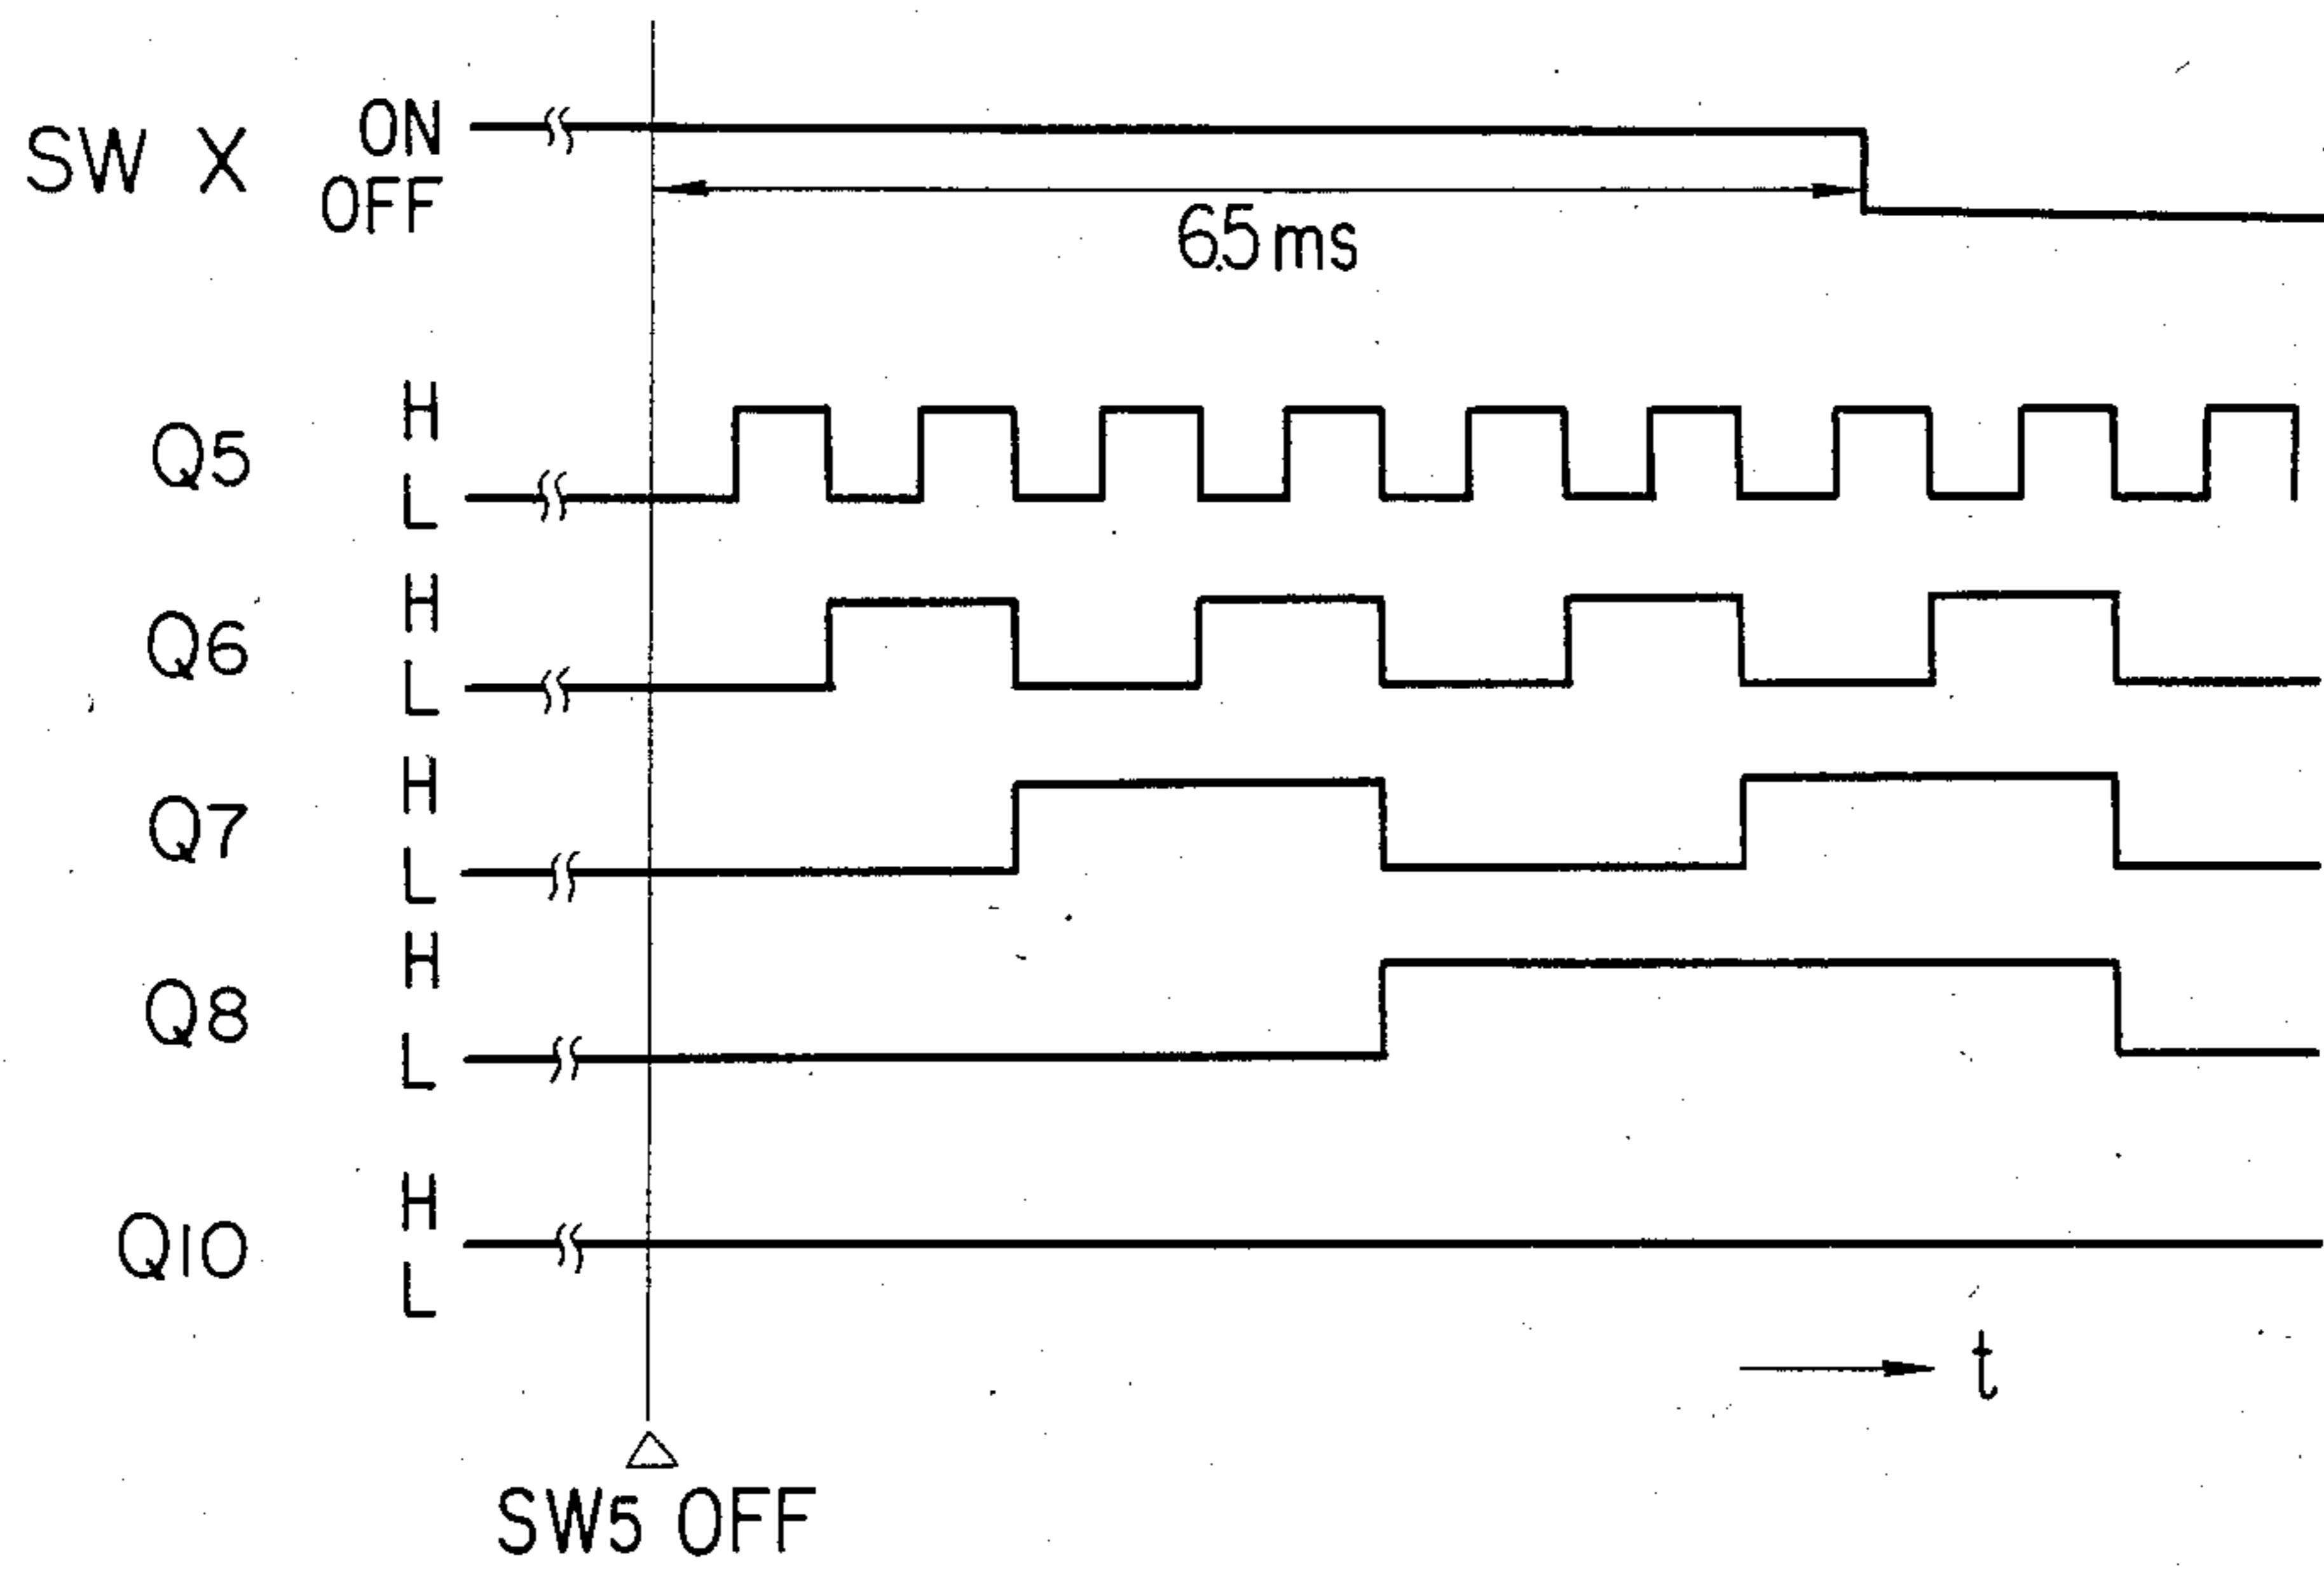 SW X ON
OFF
6.5ms
Q5 H
L
Q6 H
L
Q7 H
L
Q8 H
L
Q10 H
L
t
SW5 OFF